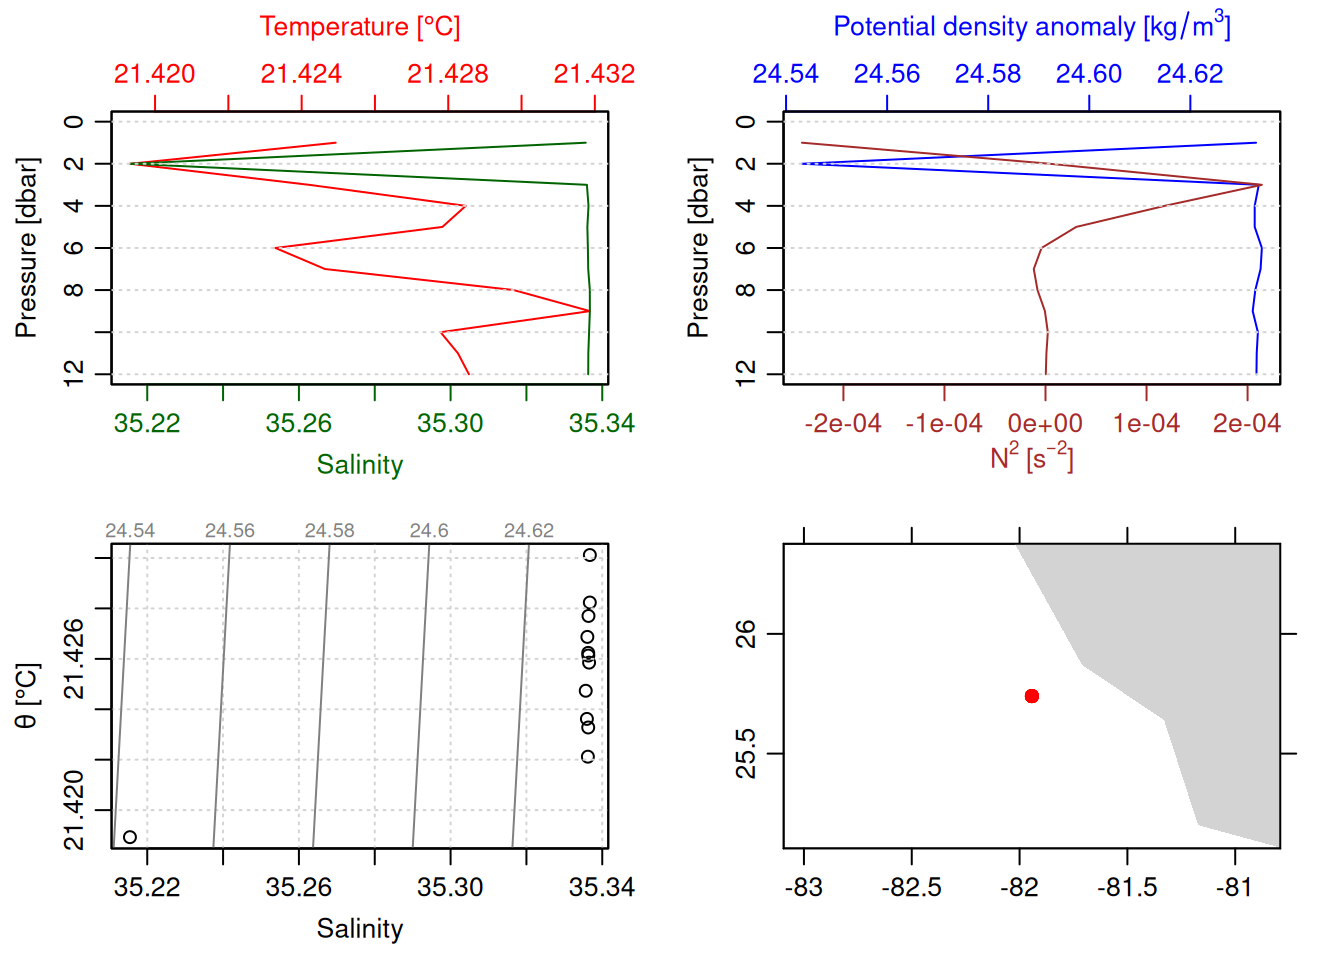 Temperature [°C]
21.420 21.424 21.428 21.432
Pressure [dbar]
0 2 4 6 8 12
35.22 35.26 35.30 35.34
Salinity
Potential density anomaly [kg/m³]
24.54 24.56 24.58 24.60 24.62
Pressure [dbar]
0 2 4 6 8 12
-2e-04 -1e-04 0e+00 1e-04 2e-04
N² [s⁻²]
24.54 24.56 24.58 24.6 24.62
θ [°C]
21.426
21.420
35.22 35.26 35.30 35.34
Salinity
26
25.5
-83 -82.5 -82 -81.5 -81